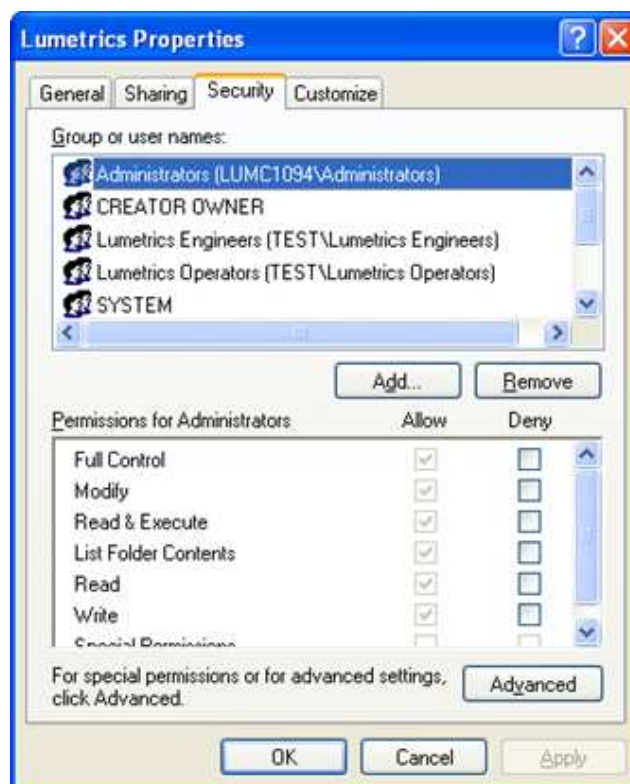 Lumetrics Properties
General Sharing Security Customize
Group or user names:
Administrators (LUMC1094\Administrators)
CREATOR OWNER
Lumetrics Engineers (TEST\Lumetrics Engineers)
Lumetrics Operators (TEST\Lumetrics Operators)
SYSTEM
Add... Remove
Permissions for Administrators Allow Deny
Full Control
Modify
Read & Execute
List Folder Contents
Read
Write
Special Permissions
For special permissions or for advanced settings,
click Advanced.
Advanced
OK Cancel Apply